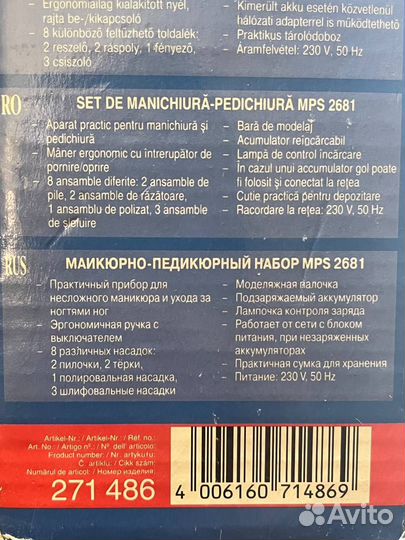 - Ergonomiailag kialakított nyél,
rajta be-/kikapcsoló
- 8 különböző feltűzhető toldalék:
2 reszelő, 2 ráspoly, 1 fényező,
3 csiszoló
- Kimerült akku esetén közvetlenül
hálózati adapterrel is működtethető
- Praktikus tárolódoboz
- Áramfelvétel: 230 V, 50 Hz
RO
SET DE MANICHIURĂ-PEDICHIURĂ MPS 2681
- Aparat practic pentru manichiură şi
pedichiură
- Mâner ergonomic cu întrerupător de
pornire/oprire
- 8 ansamble diferite: 2 ansamble de
pile, 2 ansamble de răzătoare,
1 ansamblu de polizat, 3 ansamble
de şlefuire
- Bară de modelaj
- Acumulator reîgcărcabil
- Lampă de control încărcare
- În cazul unui accumulator gol poate
fi folosit şi conectat la reţea
- Cutie practică pentru depozitare
- Racordare la reţea: 230 V, 50 Hz
RUS
МАИКЮРНО-ПЕДИКЮРНЫЙ НАБОР MPS 2681
- Практичный прибор для
несложного маникюра и ухода за
ногтями ног
- Эргономичная ручка с
выключателем
- 8 различных насадок:
2 пилочки, 2 тёрки,
1 полировальная насадка,
3 шлифовальные насадки
- Моделяжная палочка
- Подзаряжаемый аккумулятор
- Лампочка контроля заряда
- Работает от сети с блоком
питания, при незаряженных
аккумуляторах
- Практичная сумка для хранения
- Питание: 230 V, 50 Hz
Artikel-Nr.: / Artikel-Nr.: / Réf. no.:
Art. No.: / Artigo n°.: / N°. dell'articolo:
Product number: / Nr. artykułu:
Č. artiklu: / Cikk szám:
Numărul de articol: / Номер изделия:
271 486
4 006160 714869
Avito